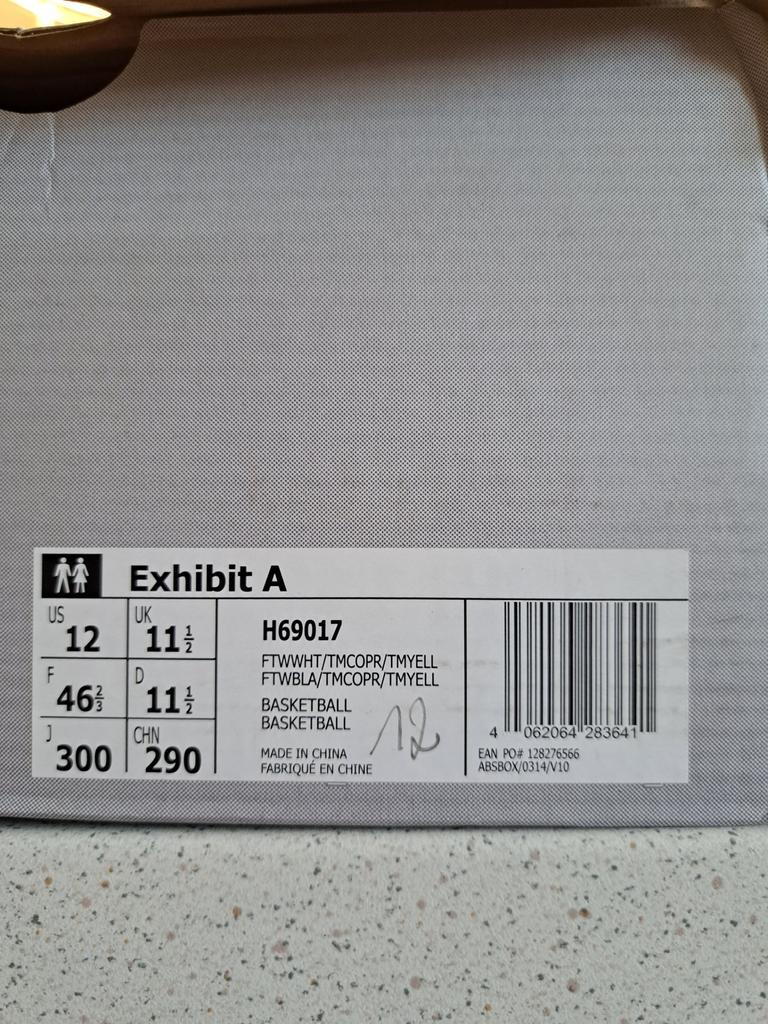 Exhibit A
US 12 UK 11 1/2
F 46 2/3 D 11 1/2
J 300 CHN 290
H69017
FTWWHT/TMCOPR/TMYELL
FTWBLA/TMCOPR/TMYELL
BASKETBALL
BASKETBALL
12
MADE IN CHINA
FABRIQUÉ EN CHINE
4 062064 283641
EAN PO# 128276566
ABSBOX/0314/V10